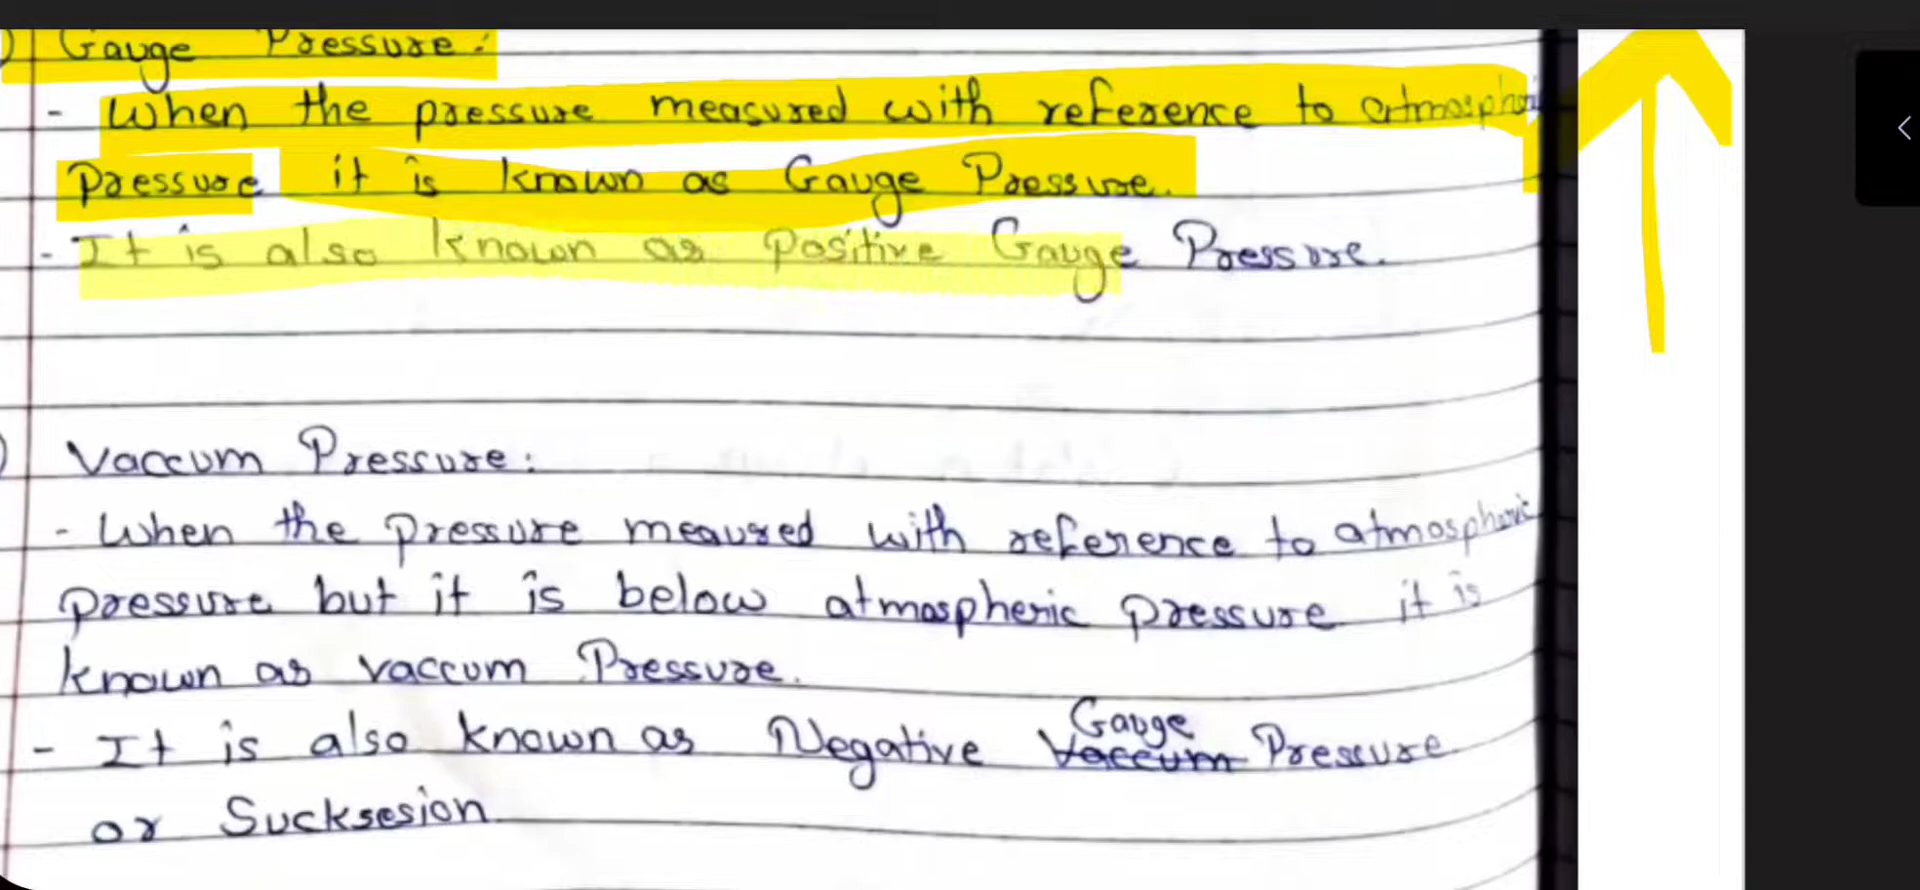 Gauge Pressure:
- When the pressure measured with reference to atmospheric
Pressure it is known as Gauge Pressure.
- It is also known as Positive Gauge Pressure.
Vaccum Pressure:
- When the pressure meaured with reference to atmospheric
pressure but it is below atmospheric pressure it is
known as vaccum Pressure.
Gauge
- It is also known as Negative Vaccum Pressure
or Sucksesion